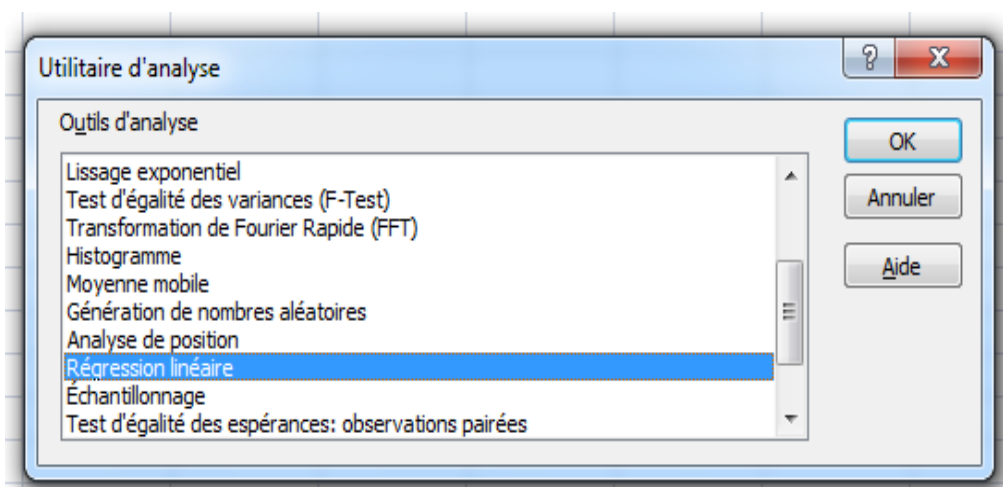 Utilitaire d'analyse
Outils d'analyse
Lissage exponentiel
Test d'égalité des variances (F-Test)
Transformation de Fourier Rapide (FFT)
Histogramme
Moyenne mobile
Génération de nombres aléatoires
Analyse de position
Régression linéaire
Échantillonnage
Test d'égalité des espérances: observations pairées
OK
Annuler
Aide